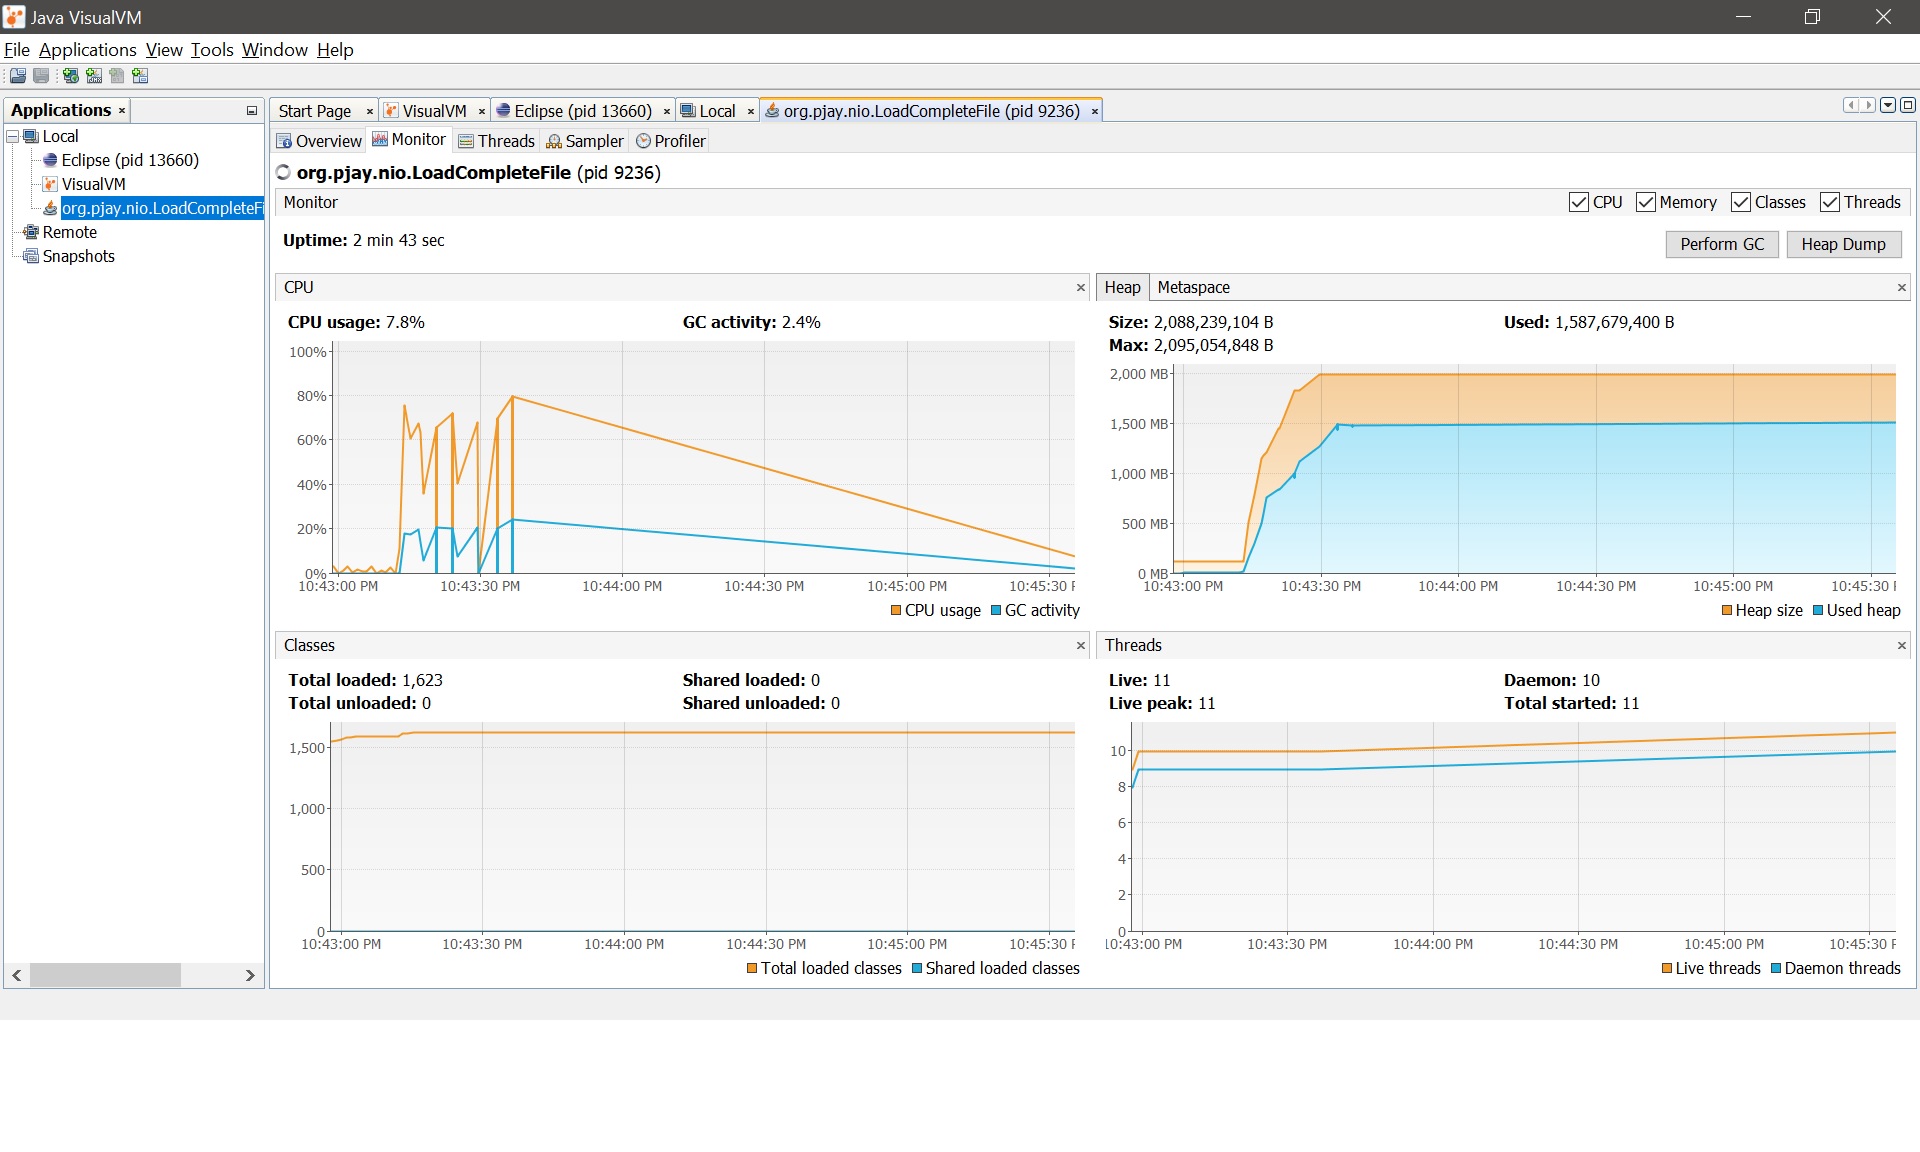 Java VisualVM
File Applications View Tools Window Help
Applications
Local
Eclipse (pid 13660)
VisualVM
org.pjay.nio.LoadCompleteFi
Remote
Snapshots
Start Page VisualVM Eclipse (pid 13660) Local org.pjay.nio.LoadCompleteFile (pid 9236)
Overview Monitor Threads Sampler Profiler
org.pjay.nio.LoadCompleteFile (pid 9236)
Monitor CPU Memory Classes Threads
Uptime: 2 min 43 sec
Perform GC Heap Dump
CPU
CPU usage: 7.8% GC activity: 2.4%
100%
80%
60%
40%
20%
0%
10:43:00 PM 10:43:30 PM 10:44:00 PM 10:44:30 PM 10:45:00 PM 10:45:30 P
CPU usage GC activity
Heap Metaspace
Size: 2,088,239,104 B Used: 1,587,679,400 B
Max: 2,095,054,848 B
2,000 MB
1,500 MB
1,000 MB
500 MB
0 MB
10:43:00 PM 10:43:30 PM 10:44:00 PM 10:44:30 PM 10:45:00 PM 10:45:30 P
Heap size Used heap
Classes
Total loaded: 1,623 Shared loaded: 0
Total unloaded: 0 Shared unloaded: 0
1,500
1,000
500
0
10:43:00 PM 10:43:30 PM 10:44:00 PM 10:44:30 PM 10:45:00 PM 10:45:30 P
Total loaded classes Shared loaded classes
Threads
Live: 11 Daemon: 10
Live peak: 11 Total started: 11
10
8
6
4
2
0
10:43:00 PM 10:43:30 PM 10:44:00 PM 10:44:30 PM 10:45:00 PM 10:45:30 P
Live threads Daemon threads